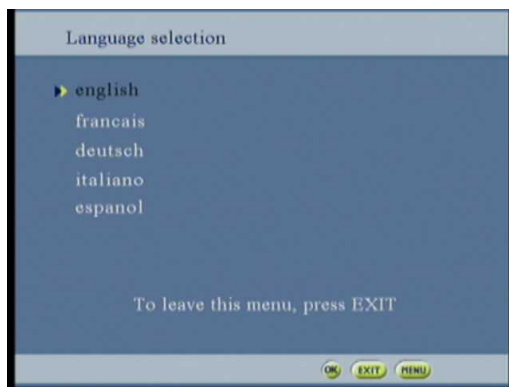 Language selection
english
francais
deutsch
italiano
espanol
To leave this menu, press EXIT
OK EXIT MENU